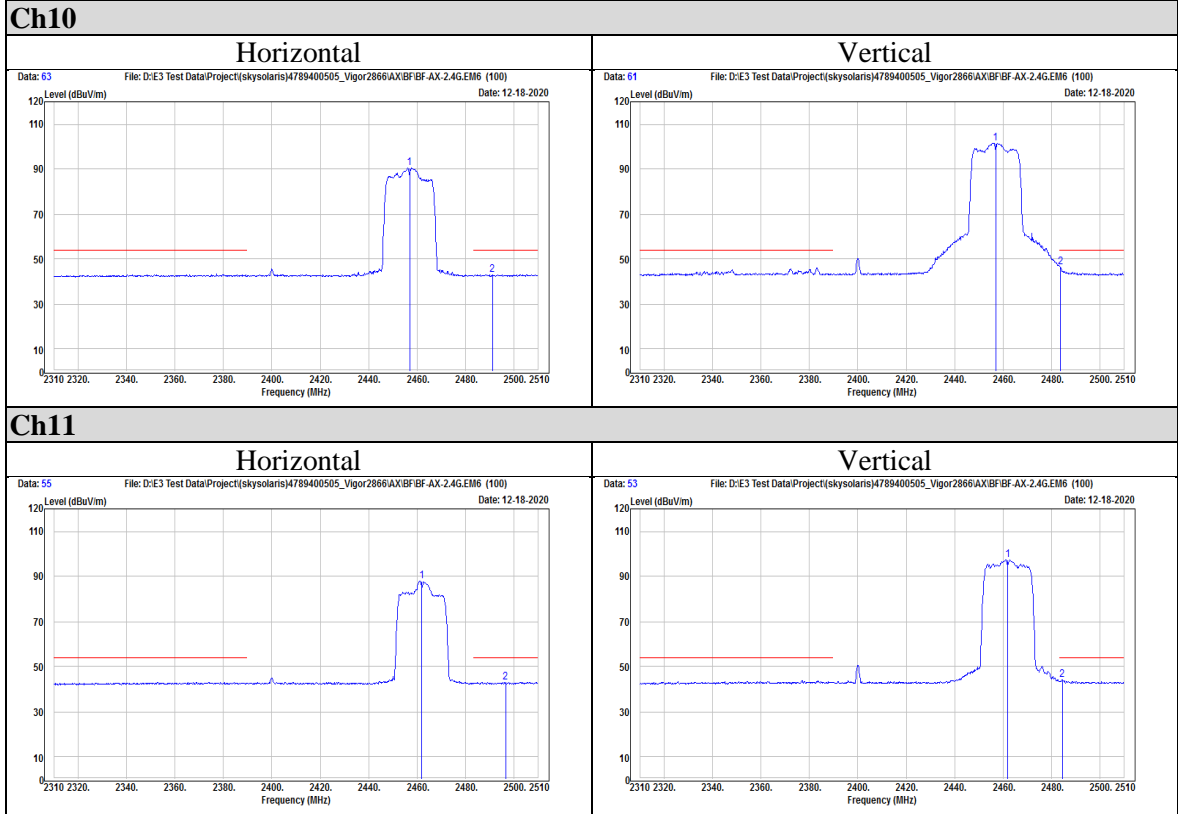 Ch10
Horizontal
Vertical
Data: 63 File: D:\E3 Test Data\Project\(skysolaris)4789400505_Vigor2866\AX\BF\BF-AX-2.4G.EM6 (100)
Level (dBuV/m) Date: 12-18-2020
120
110
90
70
50
30
10
0
1
2
2310 2320. 2340. 2360. 2380. 2400. 2420. 2440. 2460. 2480. 2500. 2510
Frequency (MHz)
Data: 61 File: D:\E3 Test Data\Project\(skysolaris)4789400505_Vigor2866\AX\BF\BF-AX-2.4G.EM6 (100)
Level (dBuV/m) Date: 12-18-2020
120
110
90
70
50
30
10
0
1
2
2310 2320. 2340. 2360. 2380. 2400. 2420. 2440. 2460. 2480. 2500. 2510
Frequency (MHz)
Ch11
Horizontal
Vertical
Data: 55 File: D:\E3 Test Data\Project\(skysolaris)4789400505_Vigor2866\AX\BF\BF-AX-2.4G.EM6 (100)
Level (dBuV/m) Date: 12-18-2020
120
110
90
70
50
30
10
0
1
2
2310 2320. 2340. 2360. 2380. 2400. 2420. 2440. 2460. 2480. 2500. 2510
Frequency (MHz)
Data: 53 File: D:\E3 Test Data\Project\(skysolaris)4789400505_Vigor2866\AX\BF\BF-AX-2.4G.EM6 (100)
Level (dBuV/m) Date: 12-18-2020
120
110
90
70
50
30
10
0
1
2
2310 2320. 2340. 2360. 2380. 2400. 2420. 2440. 2460. 2480. 2500. 2510
Frequency (MHz)